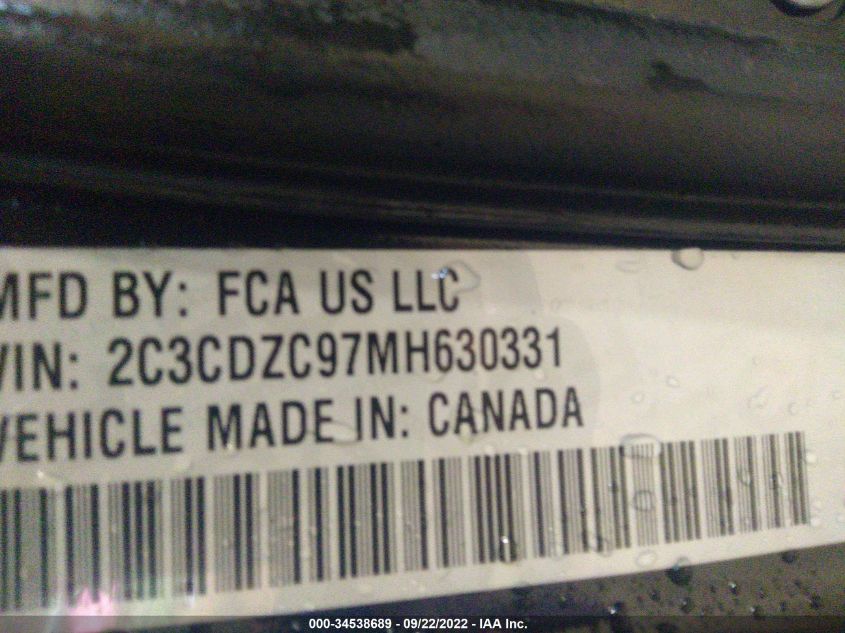 MFD BY: FCA US LLC
VIN: 2C3CDZC97MH630331
VEHICLE MADE IN: CANADA
000-34538689 - 09/22/2022 - IAA Inc.